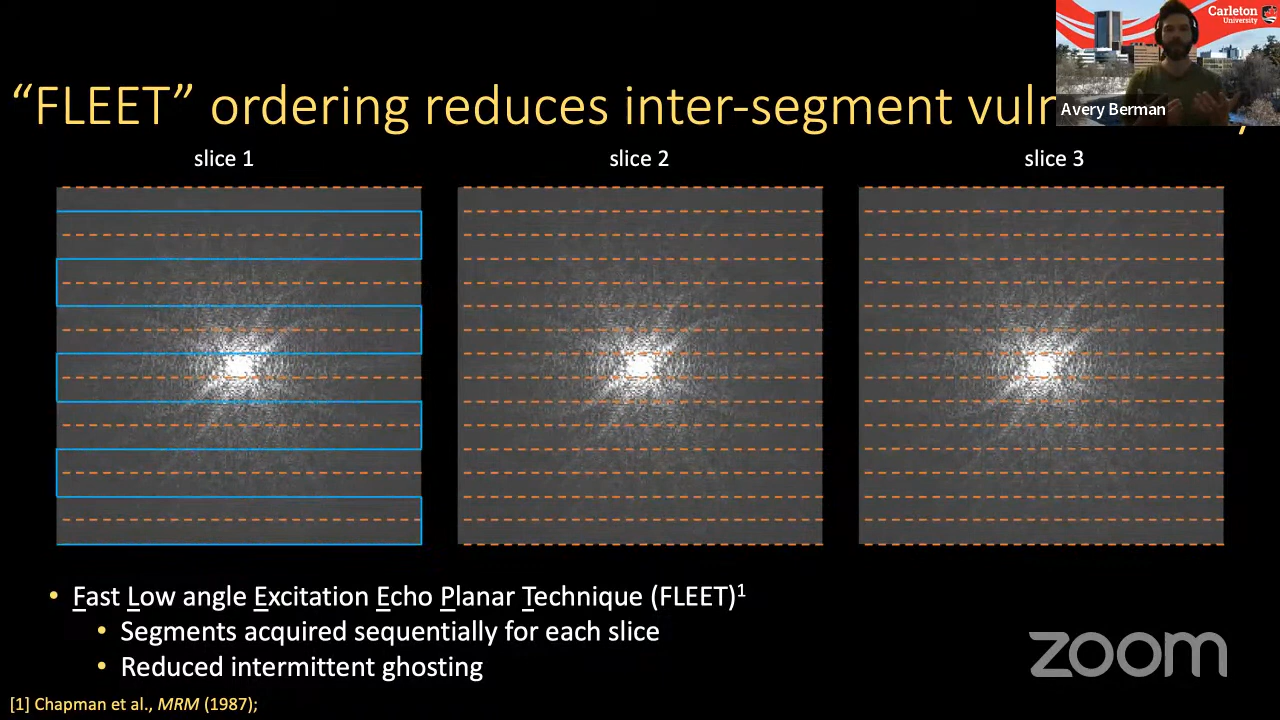 Carleton
University
Avery Berman
“FLEET” ordering reduces inter-segment
slice 1
slice 2
slice 3
• Fast Low angle Excitation Echo Planar Technique (FLEET)1
• Segments acquired sequentially for each slice
• Reduced intermittent ghosting
zoom
[1] Chapman et al., MRM (1987);